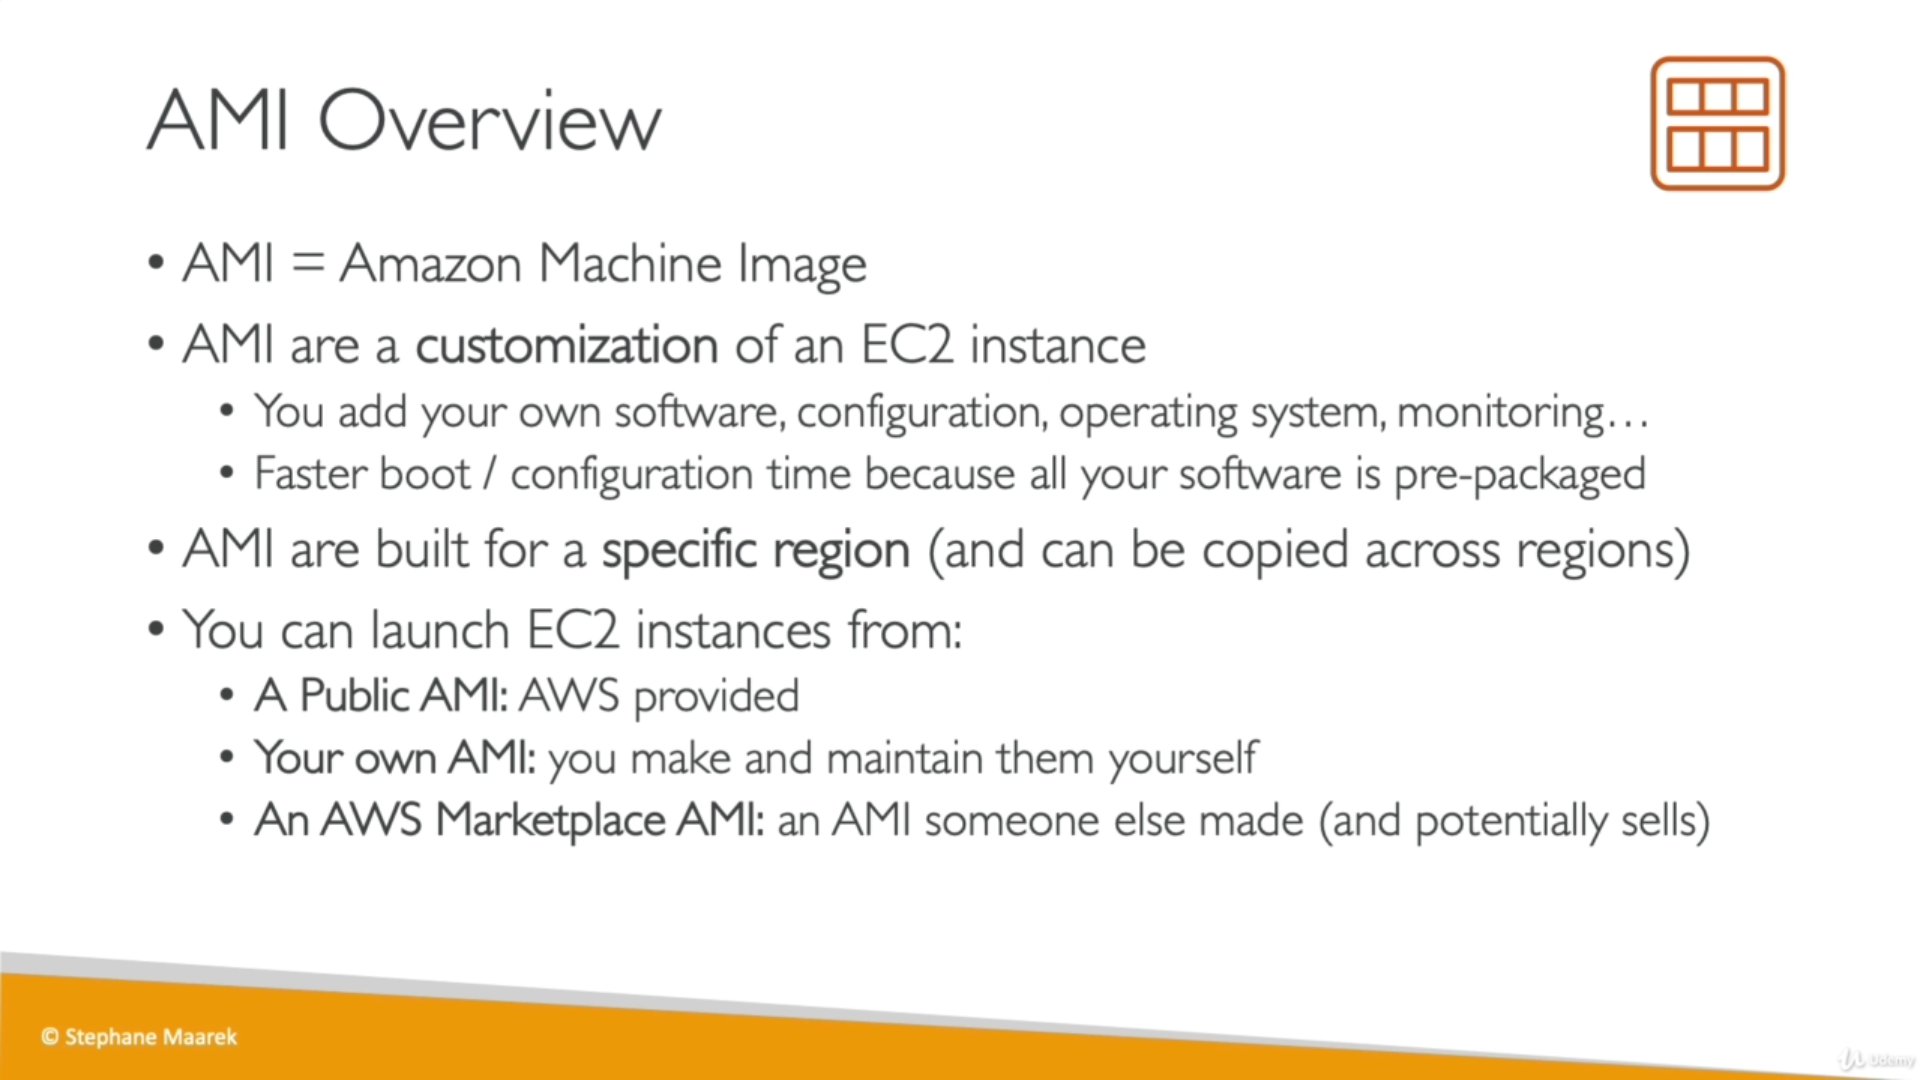 AMI Overview
• AMI = Amazon Machine Image
• AMI are a customization of an EC2 instance
• You add your own software, configuration, operating system, monitoring…
• Faster boot / configuration time because all your software is pre-packaged
• AMI are built for a specific region (and can be copied across regions)
• You can launch EC2 instances from:
• A Public AMI: AWS provided
• Your own AMI: you make and maintain them yourself
• An AWS Marketplace AMI: an AMI someone else made (and potentially sells)
© Stephane Maarek
Udemy